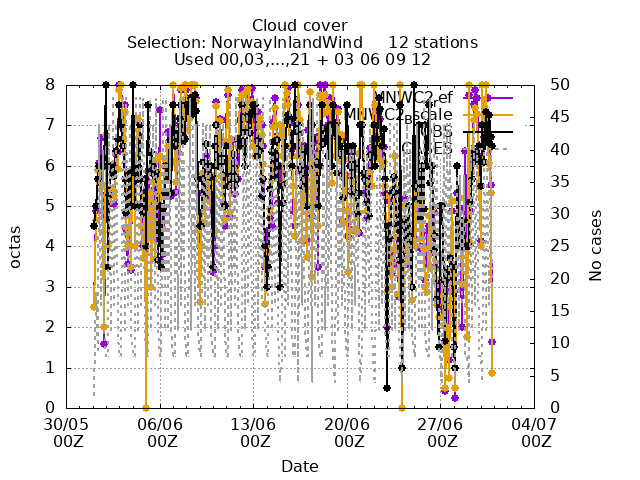 Cloud cover
Selection: NorwayInlandWind 12 stations
Used 00,03,...,21 + 03 06 09 12
octas
No cases
8
7
6
5
4
3
2
1
0
50
45
40
35
30
25
20
15
10
5
0
30/05 00Z
06/06 00Z
13/06 00Z
20/06 00Z
27/06 00Z
04/07 00Z
Date